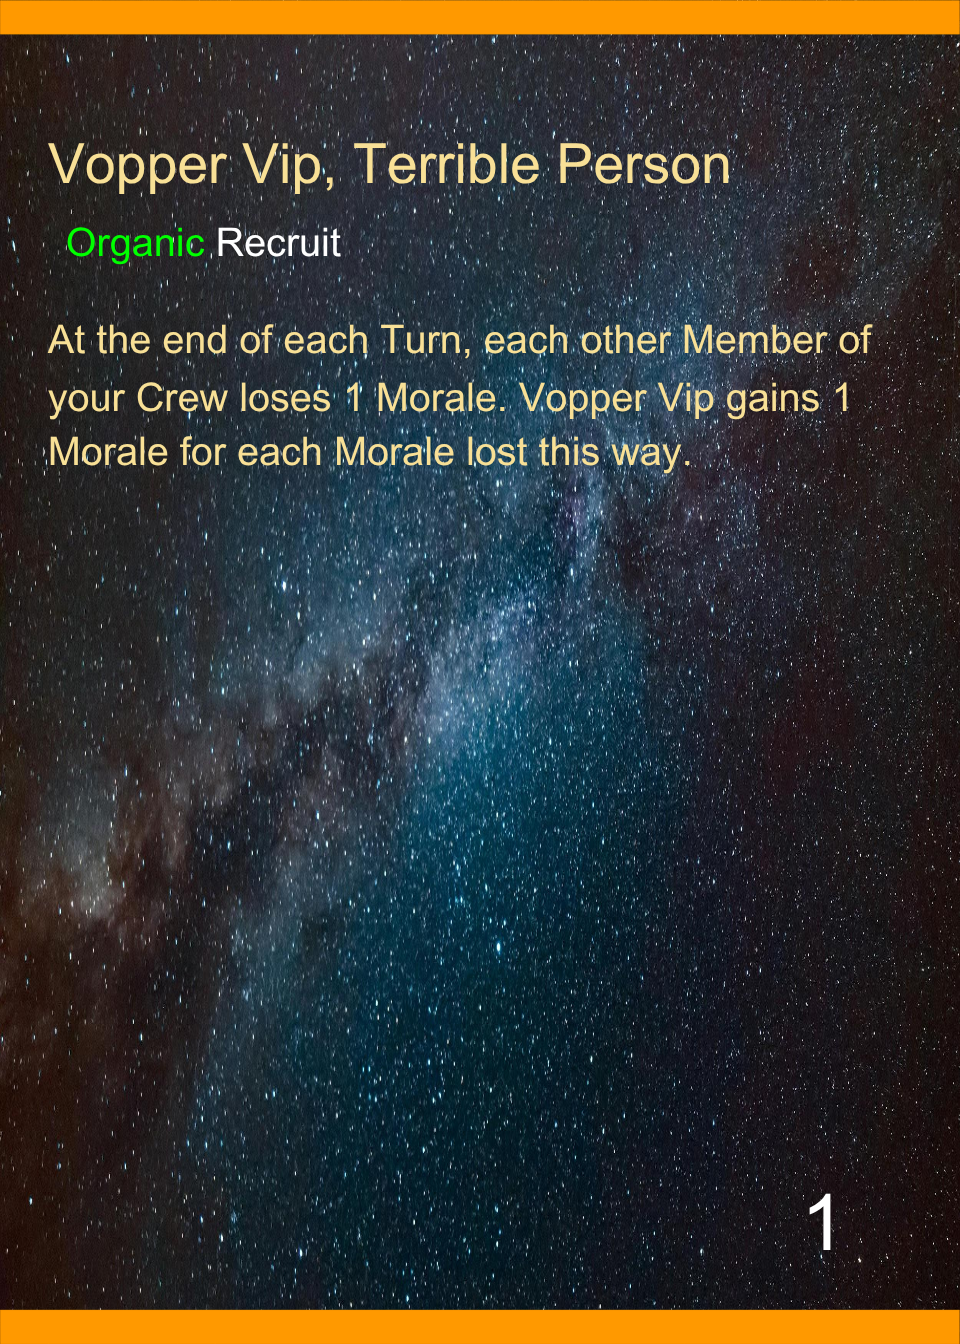 Vopper Vip, Terrible Person
Organic Recruit
At the end of each Turn, each other Member of
your Crew loses 1 Morale. Vopper Vip gains 1
Morale for each Morale lost this way.
1